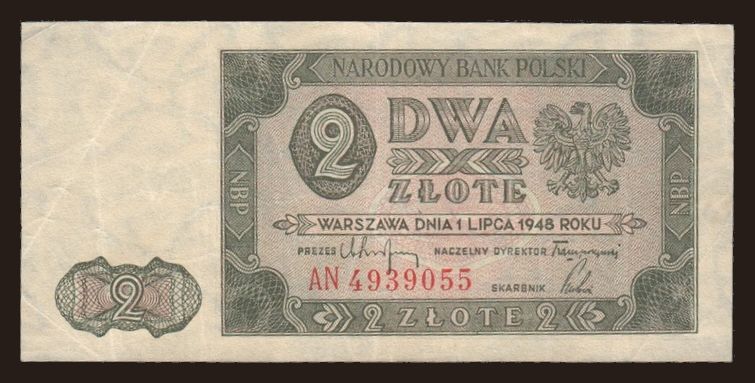 NARODOWY BANK POLSKI
2 DWA
ZŁOTE
NBP
NBP
WARSZAWA DNIA 1 LIPCA 1948 ROKU
PREZES NACZELNY DYREKTOR
AN 4939055
SKARBNIK
2
2 ZŁOTE 2